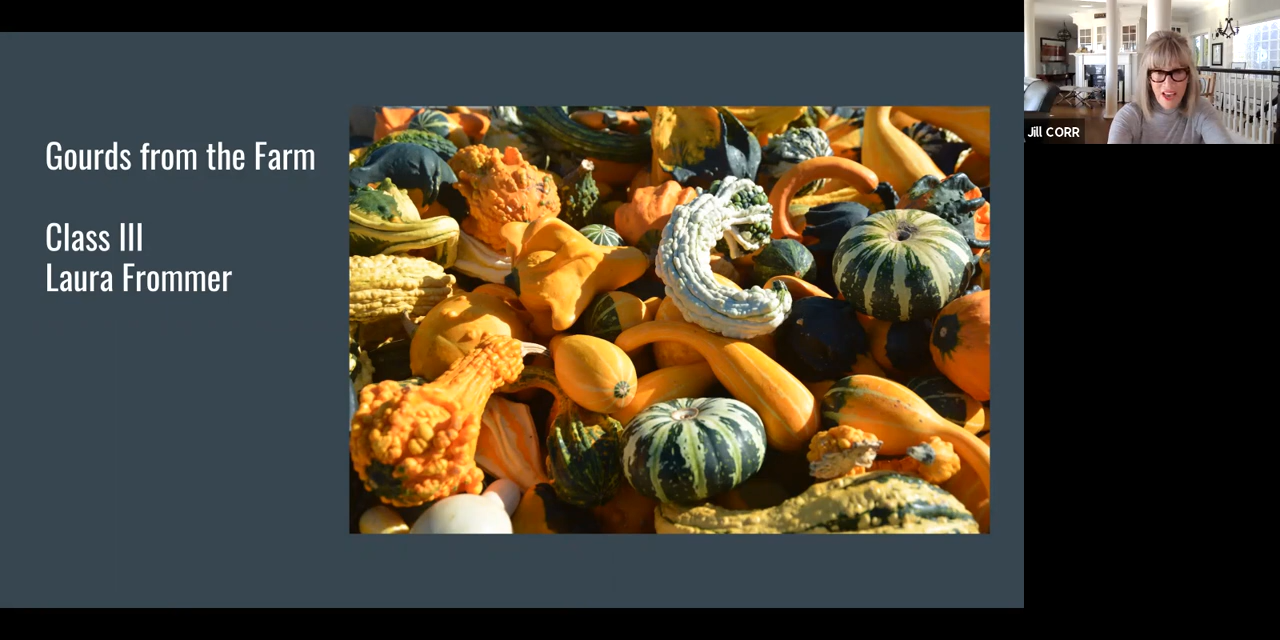 Gourds from the Farm
Class III
Laura Frommer
Jill CORR